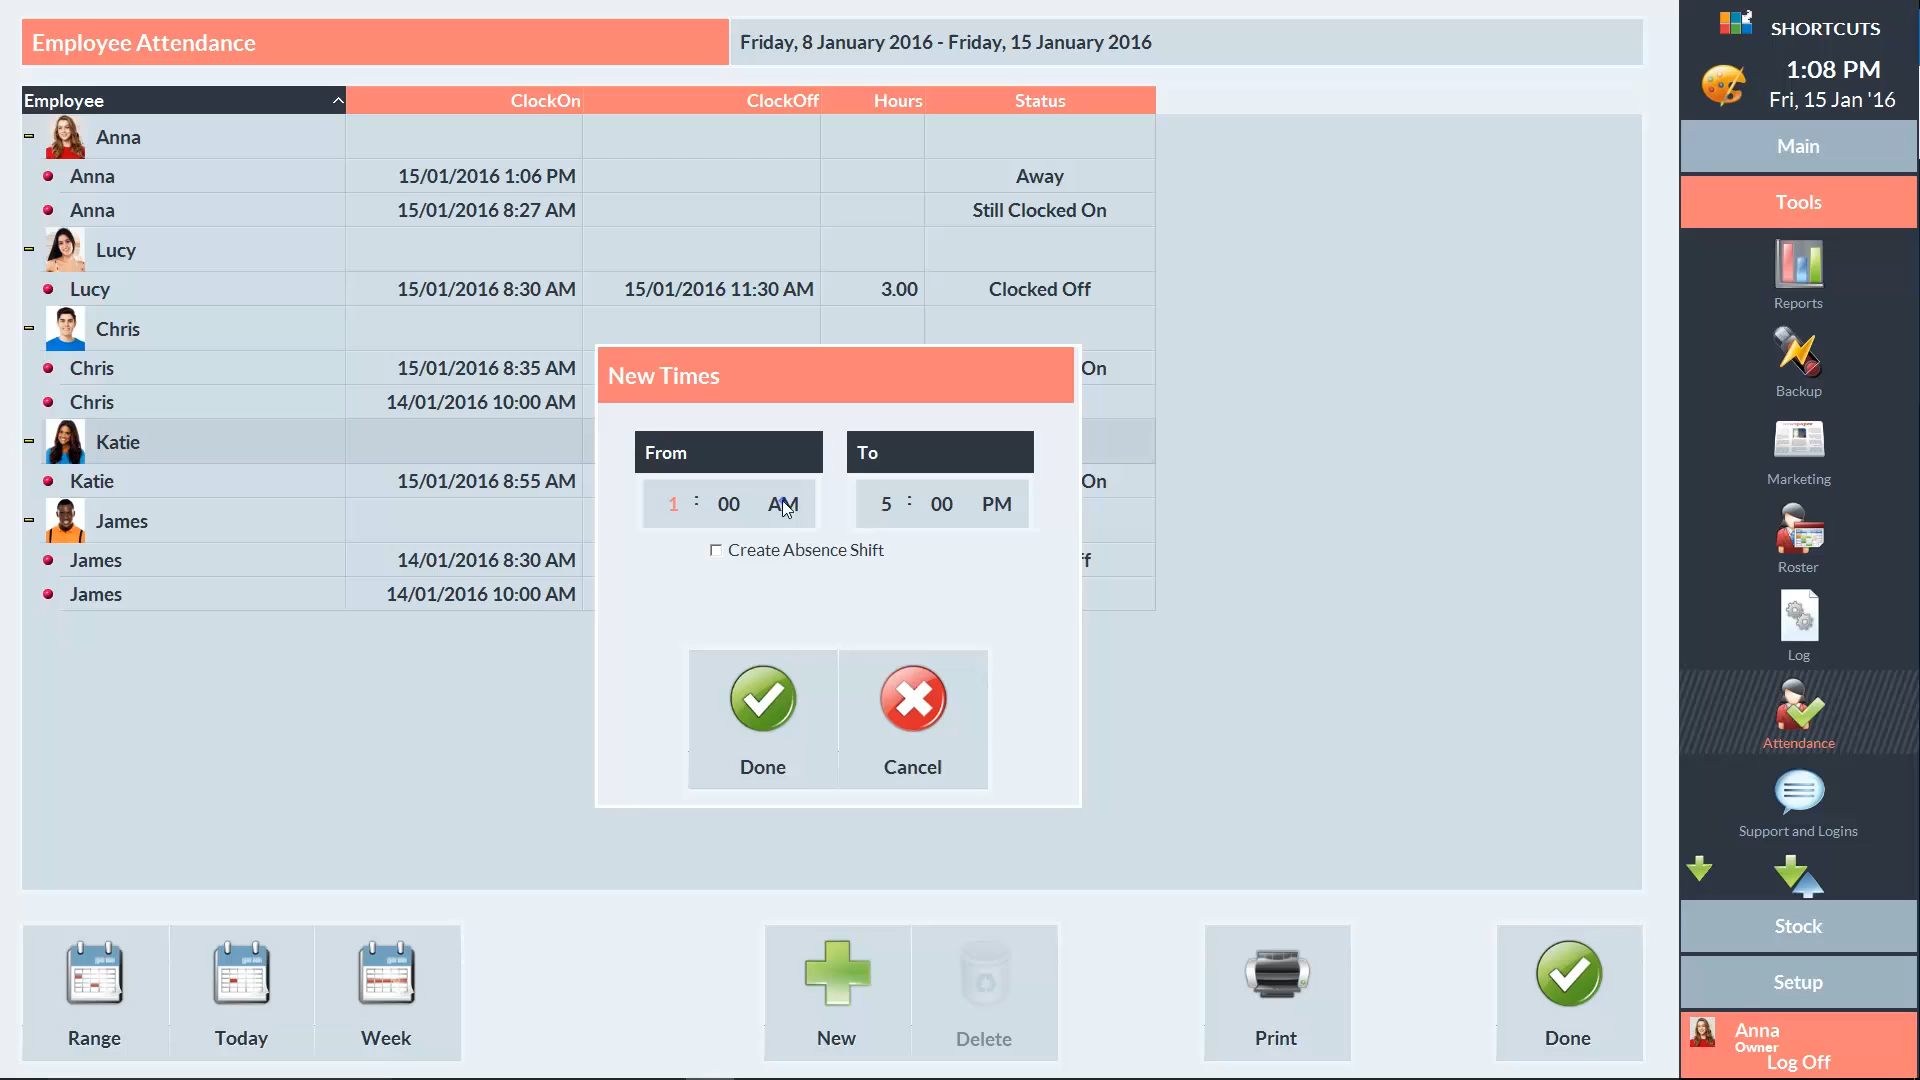 Employee Attendance
Friday, 8 January 2016 - Friday, 15 January 2016
SHORTCUTS
1:08 PM
Fri, 15 Jan '16
Employee ClockOn ClockOff Hours Status
Anna
Anna 15/01/2016 1:06 PM Away
Anna 15/01/2016 8:27 AM Still Clocked On
Lucy
Lucy 15/01/2016 8:30 AM 15/01/2016 11:30 AM 3.00 Clocked Off
Chris
Chris 15/01/2016 8:35 AM On
Chris 14/01/2016 10:00 AM
Katie
Katie 15/01/2016 8:55 AM On
James
James 14/01/2016 8:30 AM
James 14/01/2016 10:00 AM
New Times
From To
1 : 00 AM 5 : 00 PM
Create Absence Shift
Done Cancel
Main
Tools
Reports
Backup
Marketing
Roster
Log
Attendance
Support and Logins
Stock
Setup
Anna
Owner
Log Off
Range Today Week New Delete Print Done